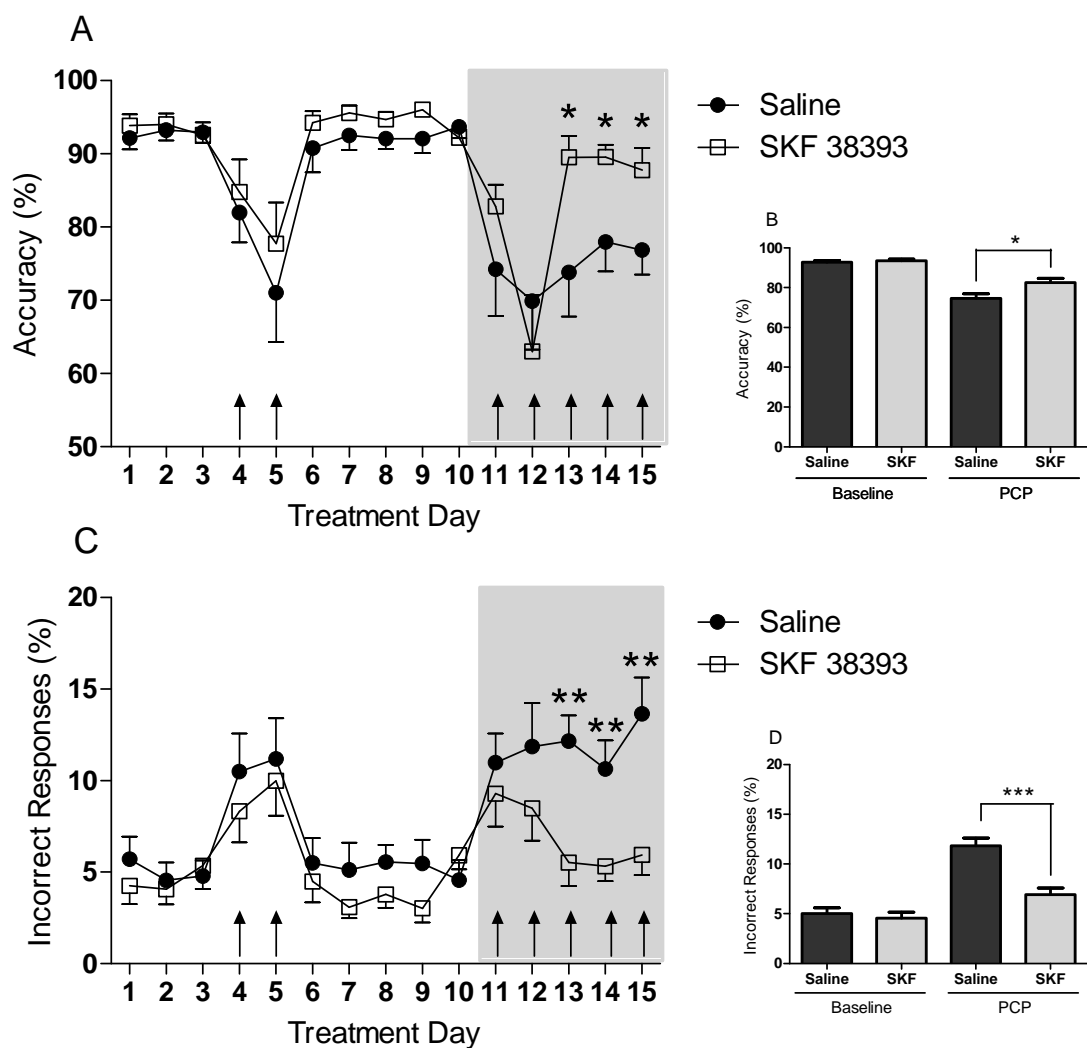 A
Accuracy (%)
100
90
80
70
60
50
* * *
1 2 3 4 5 6 7 8 9 10 11 12 13 14 15
Treatment Day
Saline
SKF 38393
B
Accuracy (%)
100
80
60
40
20
0
*
Saline SKF Saline SKF
Baseline PCP
C
Incorrect Responses (%)
20
15
10
5
0
** ** **
1 2 3 4 5 6 7 8 9 10 11 12 13 14 15
Treatment Day
Saline
SKF 38393
D
Incorrect Responses (%)
20
15
10
5
0
***
Saline SKF Saline SKF
Baseline PCP